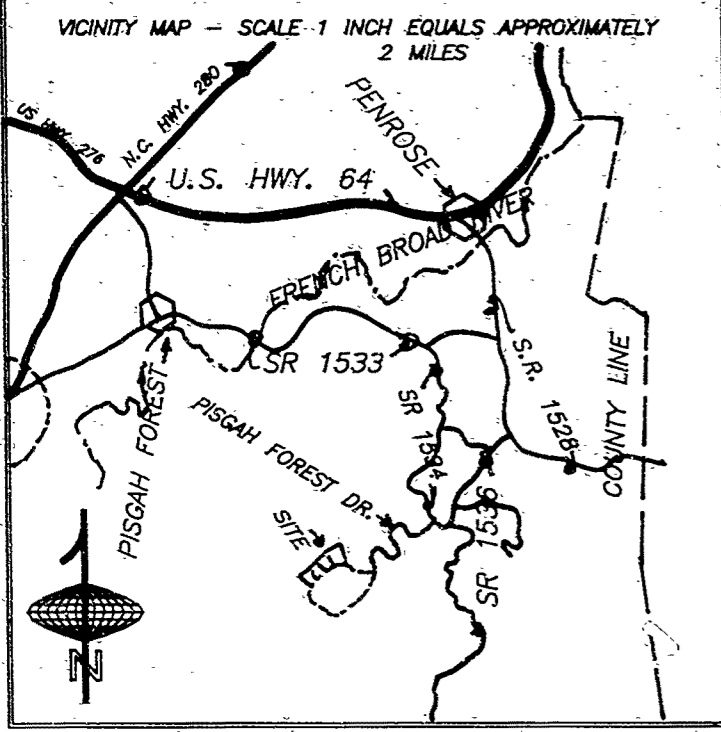 VICINITY MAP - SCALE 1 INCH EQUALS APPROXIMATELY
2 MILES
US HWY. 276
N.C. HWY. 280
PENROSE
U.S. HWY. 64
FRENCH BROAD RIVER
SR 1533
S.R. 1528
COUNTY LINE
PISGAH FOREST
PISGAH FOREST DR.
SR 1594
SR 1536
SITE
N